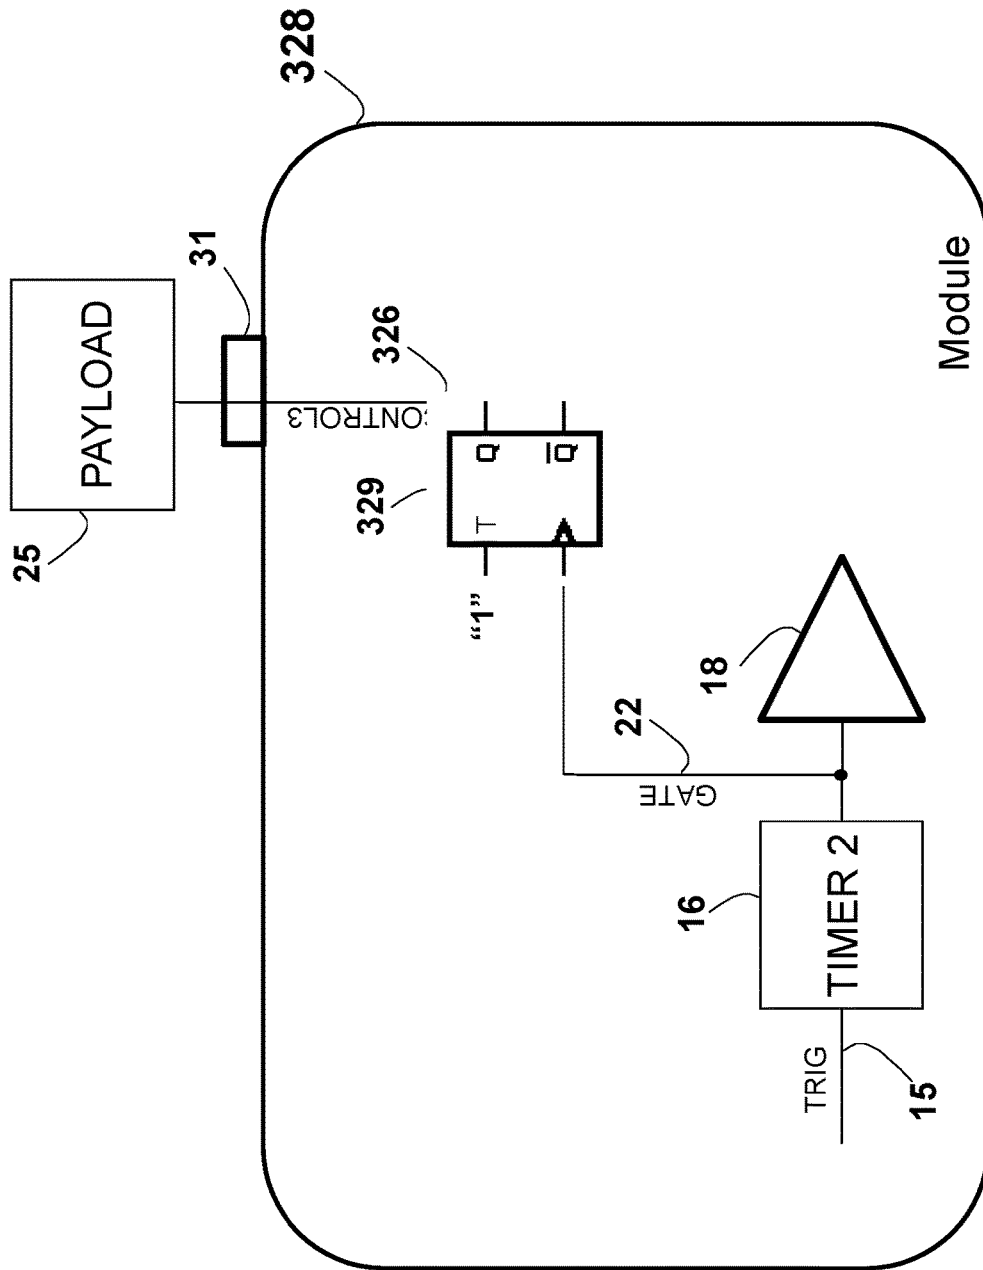 328
31
PAYLOAD
25
326
CONTROL3
329
T
Q
Q
"1"
18
22
GATE
16
TIMER 2
TRIG
15
Module